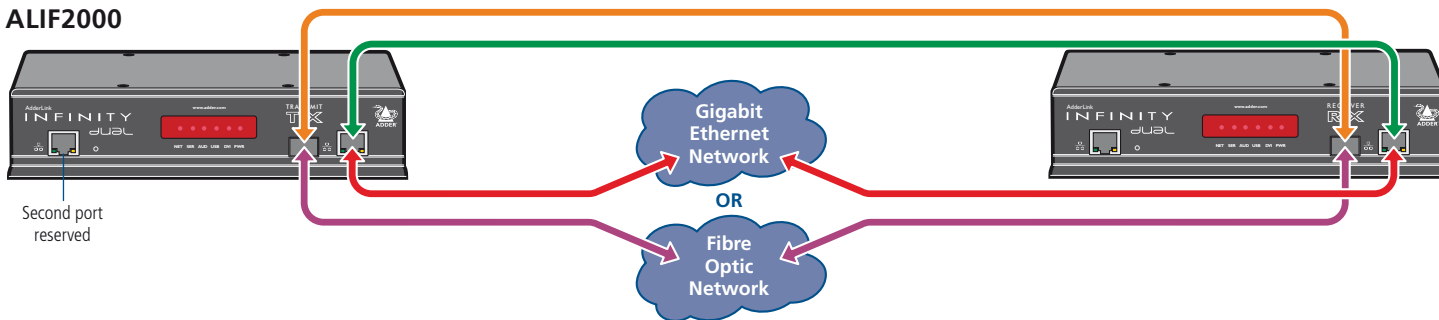 ALIF2000
AdderLink
INFINITY
dual
www.adder.com
NET SER AUD USB DVI PWR
TRANSMIT
TX
ADDER
Second port
reserved
Gigabit
Ethernet
Network
OR
Fibre
Optic
Network
AdderLink
INFINITY
dual
www.adder.com
NET SER AUD USB DVI PWR
RECEIVER
RX
ADDER